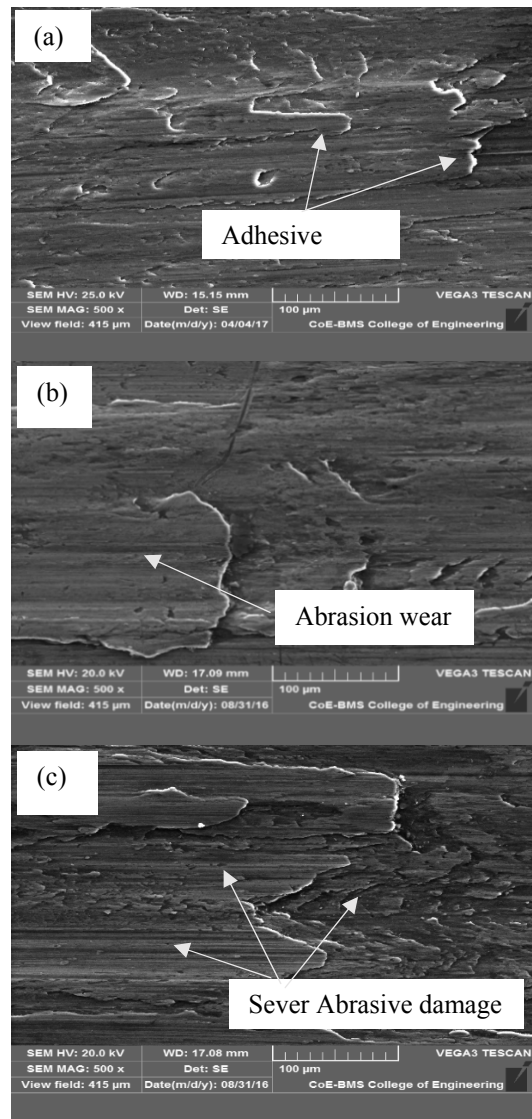 (a)
Adhesive
SEM HV: 25.0 kV WD: 15.15 mm VEGA3 TESCAN
SEM MAG: 500 x Det: SE 100 µm
View field: 415 µm Date(m/d/y): 04/04/17 CoE-BMS College of Engineering
(b)
Abrasion wear
SEM HV: 20.0 kV WD: 17.09 mm VEGA3 TESCAN
SEM MAG: 500 x Det: SE 100 µm
View field: 415 µm Date(m/d/y): 08/31/16 CoE-BMS College of Engineering
(c)
Sever Abrasive damage
SEM HV: 20.0 kV WD: 17.08 mm VEGA3 TESCAN
SEM MAG: 500 x Det: SE 100 µm
View field: 415 µm Date(m/d/y): 08/31/16 CoE-BMS College of Engineering